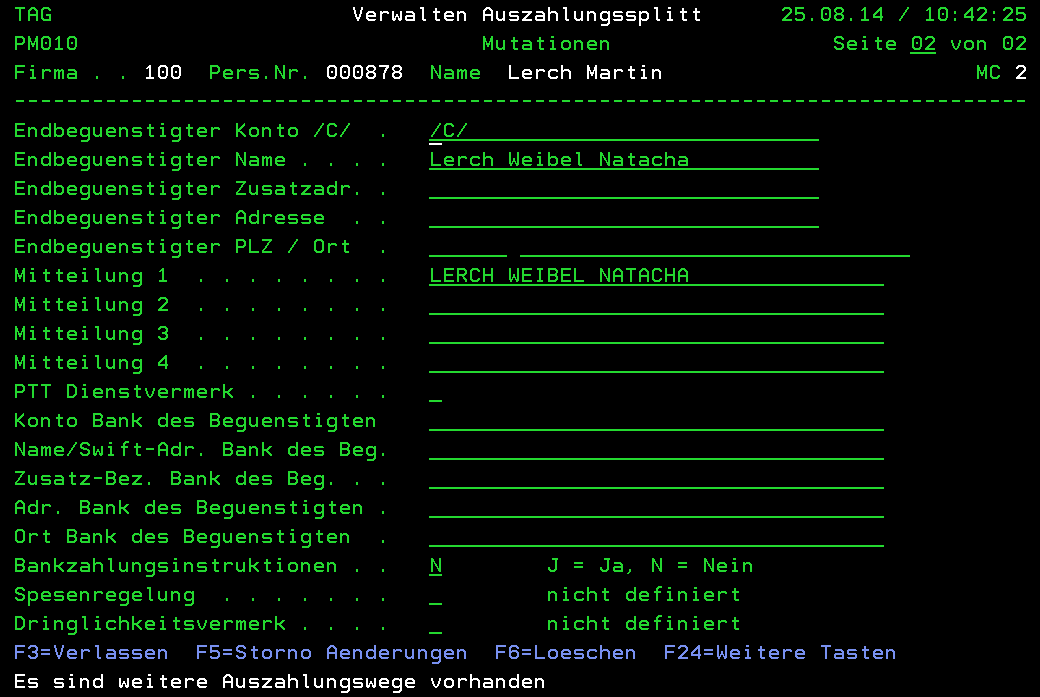 TAG Verwalten Auszahlungssplitt 25.08.14 / 10:42:25
PM010 Mutationen Seite 02 von 02
Firma . . 100 Pers.Nr. 000878 Name Lerch Martin MC 2
------------------------------------------------------------------------------
Endbeguenstigter Konto /C/ . /C/
Endbeguenstigter Name . . . . Lerch Weibel Natacha
Endbeguenstigter Zusatzadr. .
Endbeguenstigter Adresse . .
Endbeguenstigter PLZ / Ort .
Mitteilung 1 . . . . . . . . LERCH WEIBEL NATACHA
Mitteilung 2 . . . . . . . .
Mitteilung 3 . . . . . . . .
Mitteilung 4 . . . . . . . .
PTT Dienstvermerk . . . . . . _
Konto Bank des Beguenstigten
Name/Swift-Adr. Bank des Beg.
Zusatz-Bez. Bank des Beg. . .
Adr. Bank des Beguenstigten .
Ort Bank des Beguenstigten .
Bankzahlungsinstruktionen . . N J = Ja, N = Nein
Spesenregelung . . . . . . . _ nicht definiert
Dringlichkeitsvermerk . . . . _ nicht definiert
F3=Verlassen F5=Storno Aenderungen F6=Loeschen F24=Weitere Tasten
Es sind weitere Auszahlungswege vorhanden